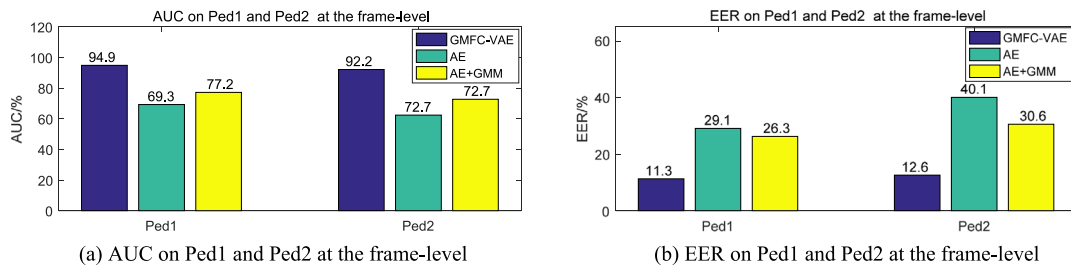 AUC on Ped1 and Ped2 at the frame-level
120
100
80
60
40
20
0
AUC/%
94.9
69.3
77.2
92.2
72.7
72.7
GMFC-VAE
AE
AE+GMM
Ped1
Ped2
(a) AUC on Ped1 and Ped2 at the frame-level
EER on Ped1 and Ped2 at the frame-level
60
40
20
0
EER/%
11.3
29.1
26.3
12.6
40.1
30.6
GMFC-VAE
AE
AE+GMM
Ped1
Ped2
(b) EER on Ped1 and Ped2 at the frame-level